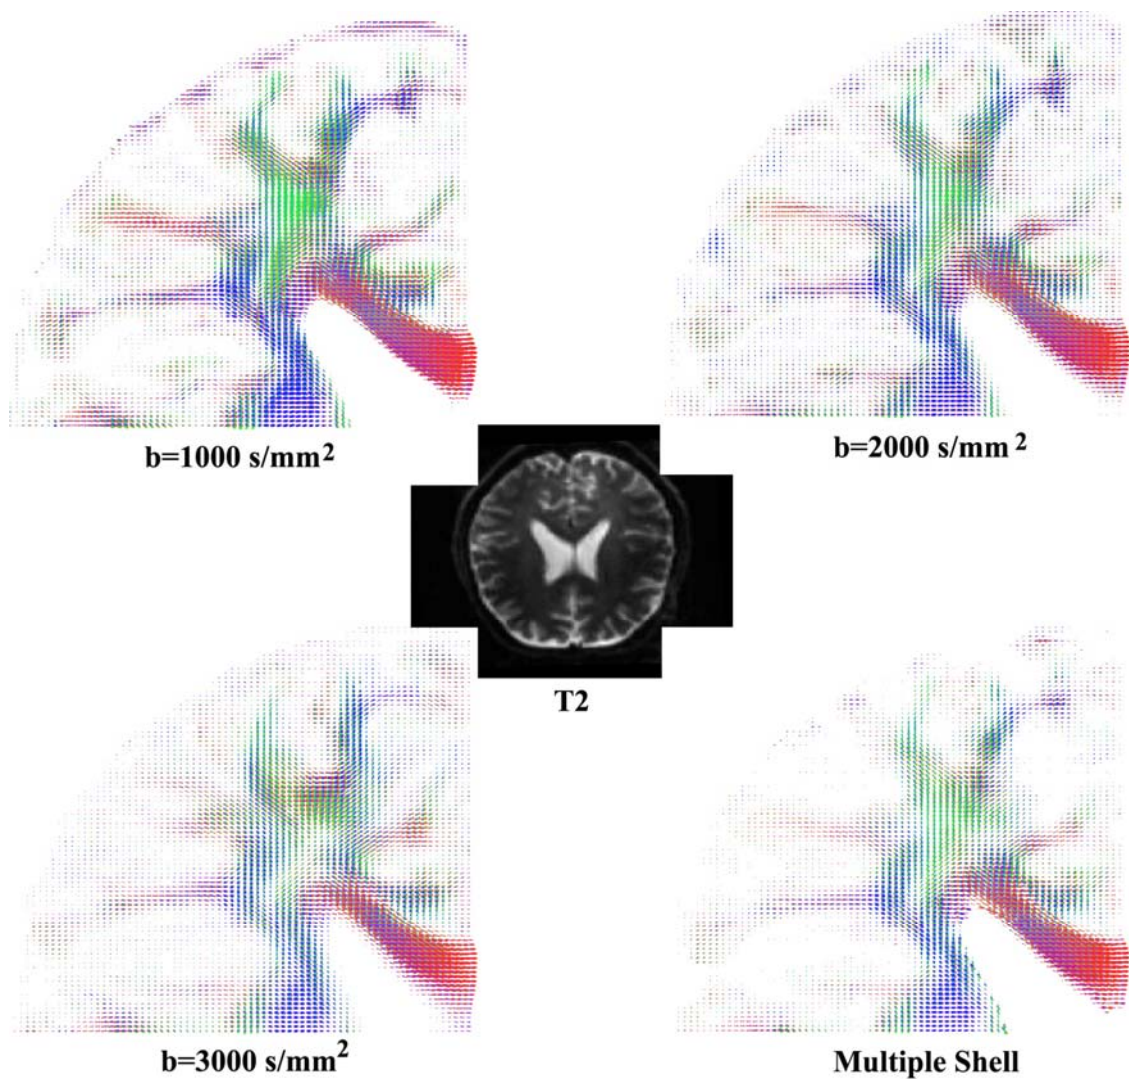 b=1000 s/mm²
b=2000 s/mm ²
T2
b=3000 s/mm²
Multiple Shell